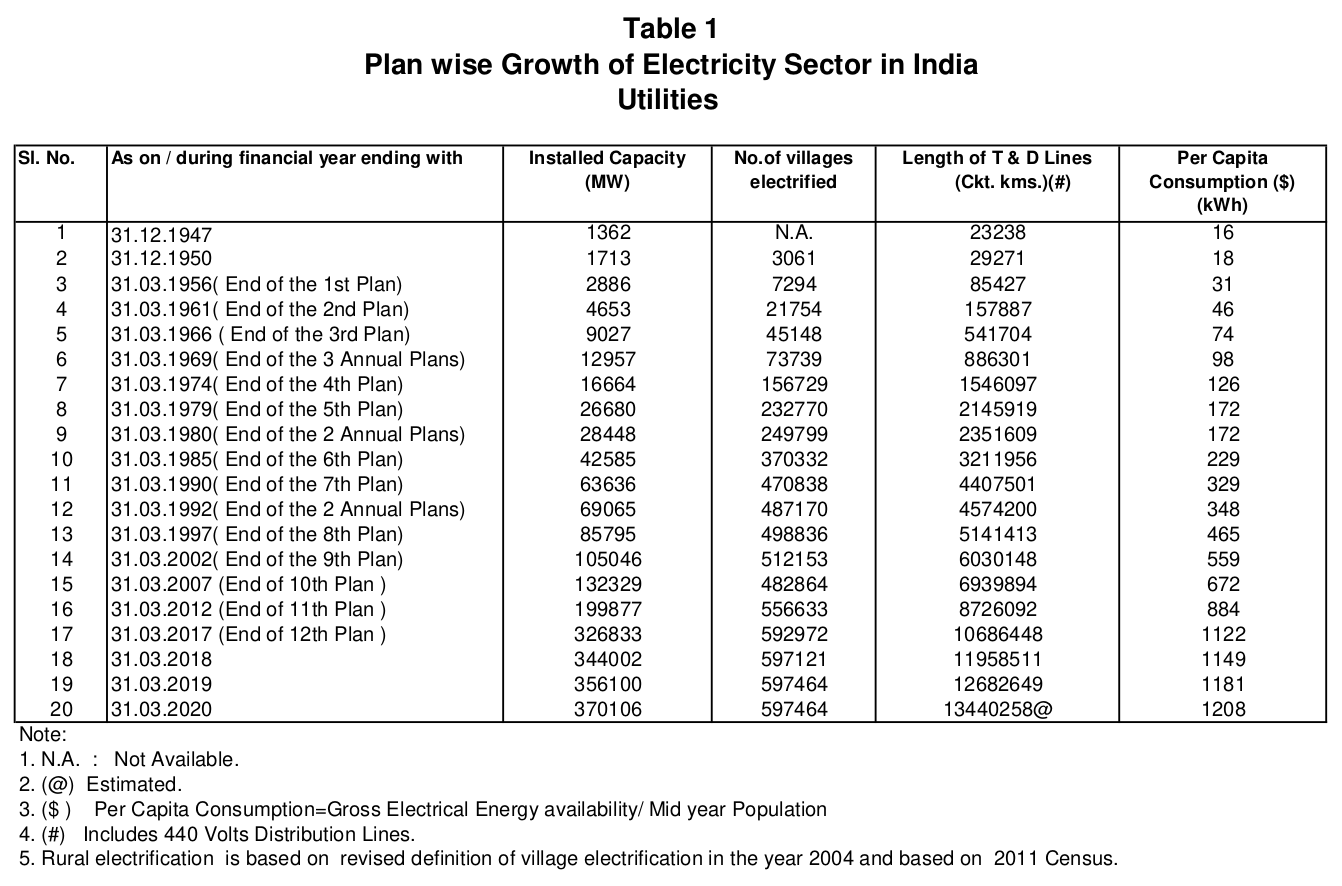 Table 1
Plan wise Growth of Electricity Sector in India
Utilities
Sl. No. As on / during financial year ending with Installed Capacity No.of villages Length of T & D Lines Per Capita
(MW) electrified (Ckt. kms.)(#) Consumption ($)
(kWh)
1 31.12.1947 1362 N.A. 23238 16
2 31.12.1950 1713 3061 29271 18
3 31.03.1956( End of the 1st Plan) 2886 7294 85427 31
4 31.03.1961( End of the 2nd Plan) 4653 21754 157887 46
5 31.03.1966 ( End of the 3rd Plan) 9027 45148 541704 74
6 31.03.1969( End of the 3 Annual Plans) 12957 73739 886301 98
7 31.03.1974( End of the 4th Plan) 16664 156729 1546097 126
8 31.03.1979( End of the 5th Plan) 26680 232770 2145919 172
9 31.03.1980( End of the 2 Annual Plans) 28448 249799 2351609 172
10 31.03.1985( End of the 6th Plan) 42585 370332 3211956 229
11 31.03.1990( End of the 7th Plan) 63636 470838 4407501 329
12 31.03.1992( End of the 2 Annual Plans) 69065 487170 4574200 348
13 31.03.1997( End of the 8th Plan) 85795 498836 5141413 465
14 31.03.2002( End of the 9th Plan) 105046 512153 6030148 559
15 31.03.2007 (End of 10th Plan ) 132329 482864 6939894 672
16 31.03.2012 (End of 11th Plan ) 199877 556633 8726092 884
17 31.03.2017 (End of 12th Plan ) 326833 592972 10686448 1122
18 31.03.2018 344002 597121 11958511 1149
19 31.03.2019 356100 597464 12682649 1181
20 31.03.2020 370106 597464 13440258@ 1208
Note:
1. N.A. : Not Available.
2. (@) Estimated.
3. ($ ) Per Capita Consumption=Gross Electrical Energy availability/ Mid year Population
4. (#) Includes 440 Volts Distribution Lines.
5. Rural electrification is based on revised definition of village electrification in the year 2004 and based on 2011 Census.